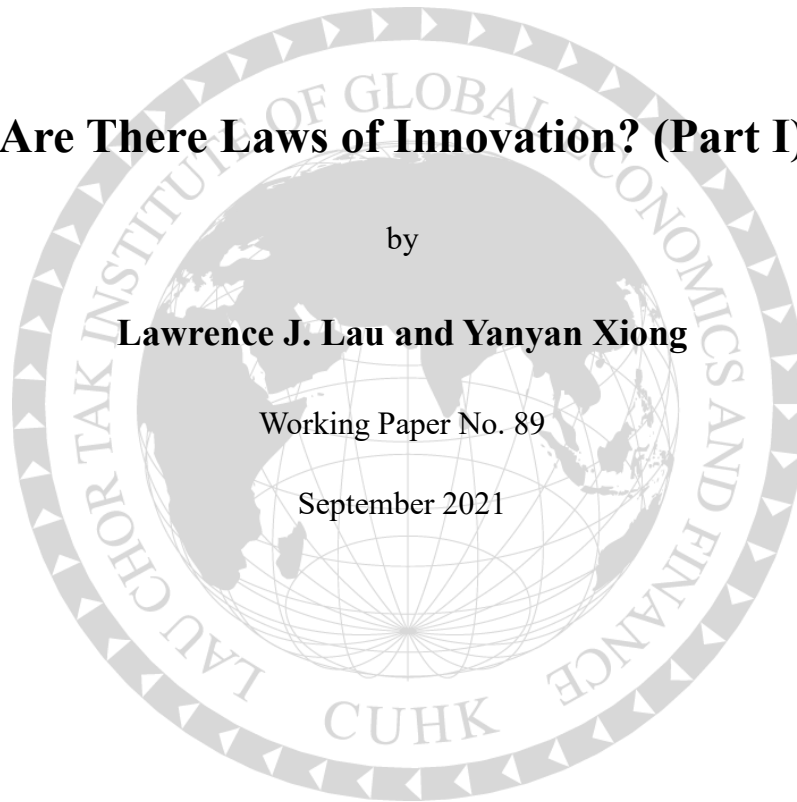 LAU CHOR TAK INSTITUTE OF GLOBAL ECONOMICS AND FINANCE
Are There Laws of Innovation? (Part I)
by
Lawrence J. Lau and Yanyan Xiong
Working Paper No. 89
September 2021
CUHK